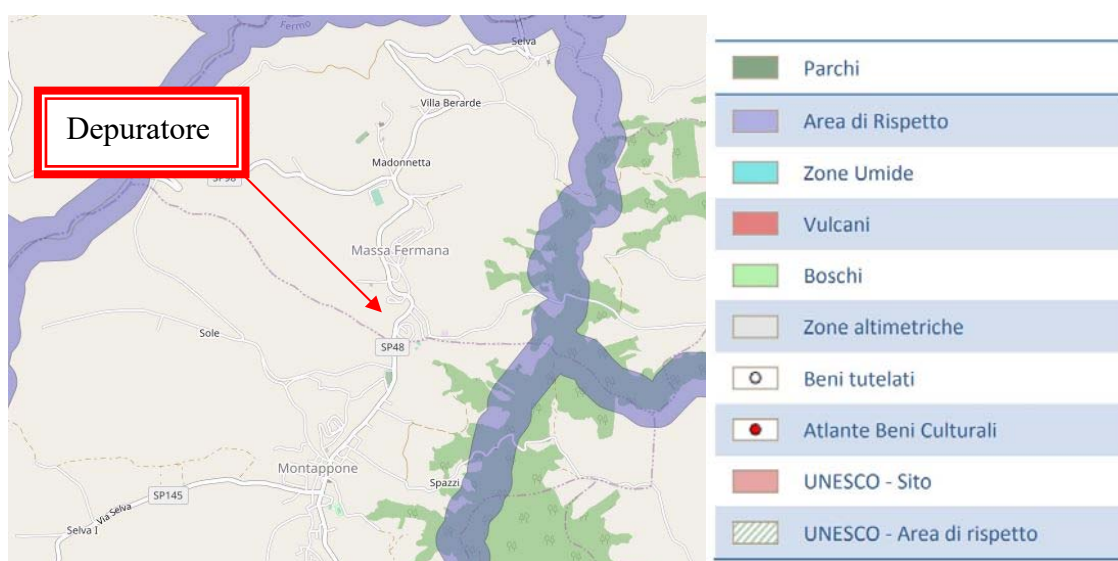 Fermo
Selva
Depuratore
Villa Berarde
Madonnetta
SP96
Massa Fermana
Sole
SP48
Montappone
Spazzi
SP145
Via Selva
Selva I
Parchi
Area di Rispetto
Zone Umide
Vulcani
Boschi
Zone altimetriche
Beni tutelati
Atlante Beni Culturali
UNESCO - Sito
UNESCO - Area di rispetto